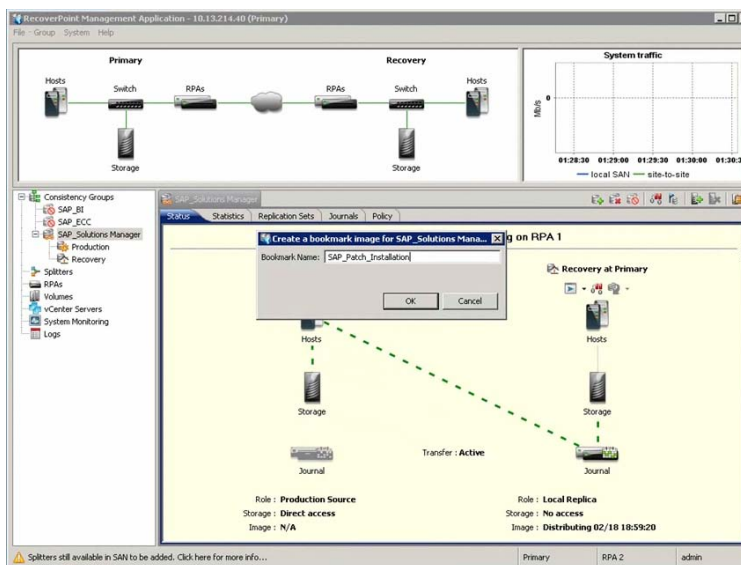 RecoverPoint Management Application - 10.13.214.40 (Primary)
File Group System Help
Primary
Recovery
Hosts
Switch
RPAs
RPAs
Switch
Hosts
Storage
Storage
System traffic
Mb/s
0
01:28:30 01:29:00 01:29:30 01:30:00 01:30:3
local SAN site-to-site
Consistency Groups
SAP_BI
SAP_ECC
SAP_Solutions Manager
Production
Recovery
Splitters
RPAs
Volumes
vCenter Servers
System Monitoring
Logs
SAP_Solutions Manager
Status Statistics Replication Sets Journals Policy
g on RPA 1
Create a bookmark image for SAP_Solutions Mana...
Bookmark Name: SAP_Patch_Installation
OK Cancel
Recovery at Primary
Hosts
Hosts
Storage
Storage
Transfer : Active
Journal
Journal
Role : Production Source
Storage : Direct access
Image : N/A
Role : Local Replica
Storage : No access
Image : Distributing 02/18 18:59:20
Splitters still available in SAN to be added. Click here for more info...
Primary
RPA 2
admin